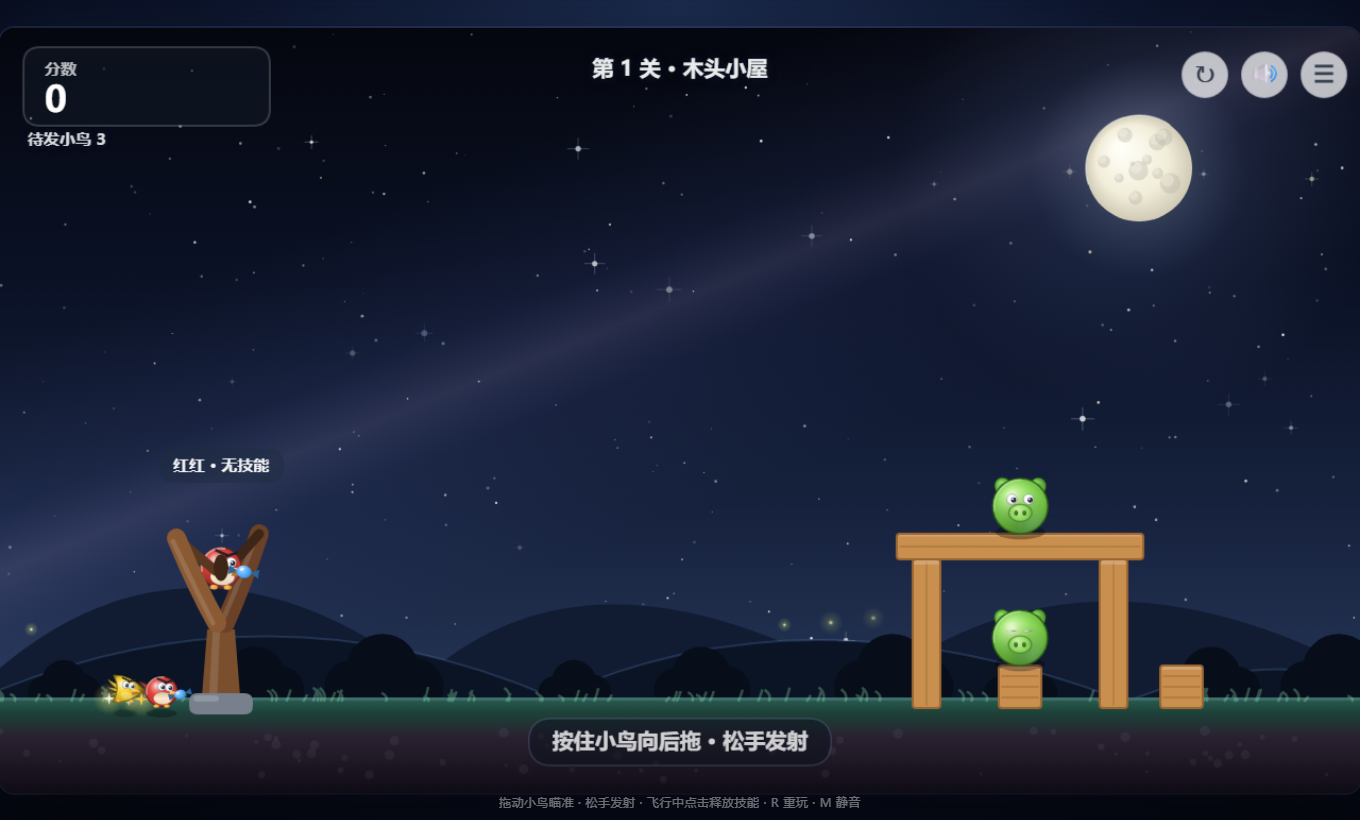 分数
0
待发小鸟 3
第 1 关 · 木头小屋
红红 · 无技能
按住小鸟向后拖 · 松手发射
拖动小鸟瞄准 · 松手发射 · 飞行中点击释放技能 · R 重玩 · M 静音